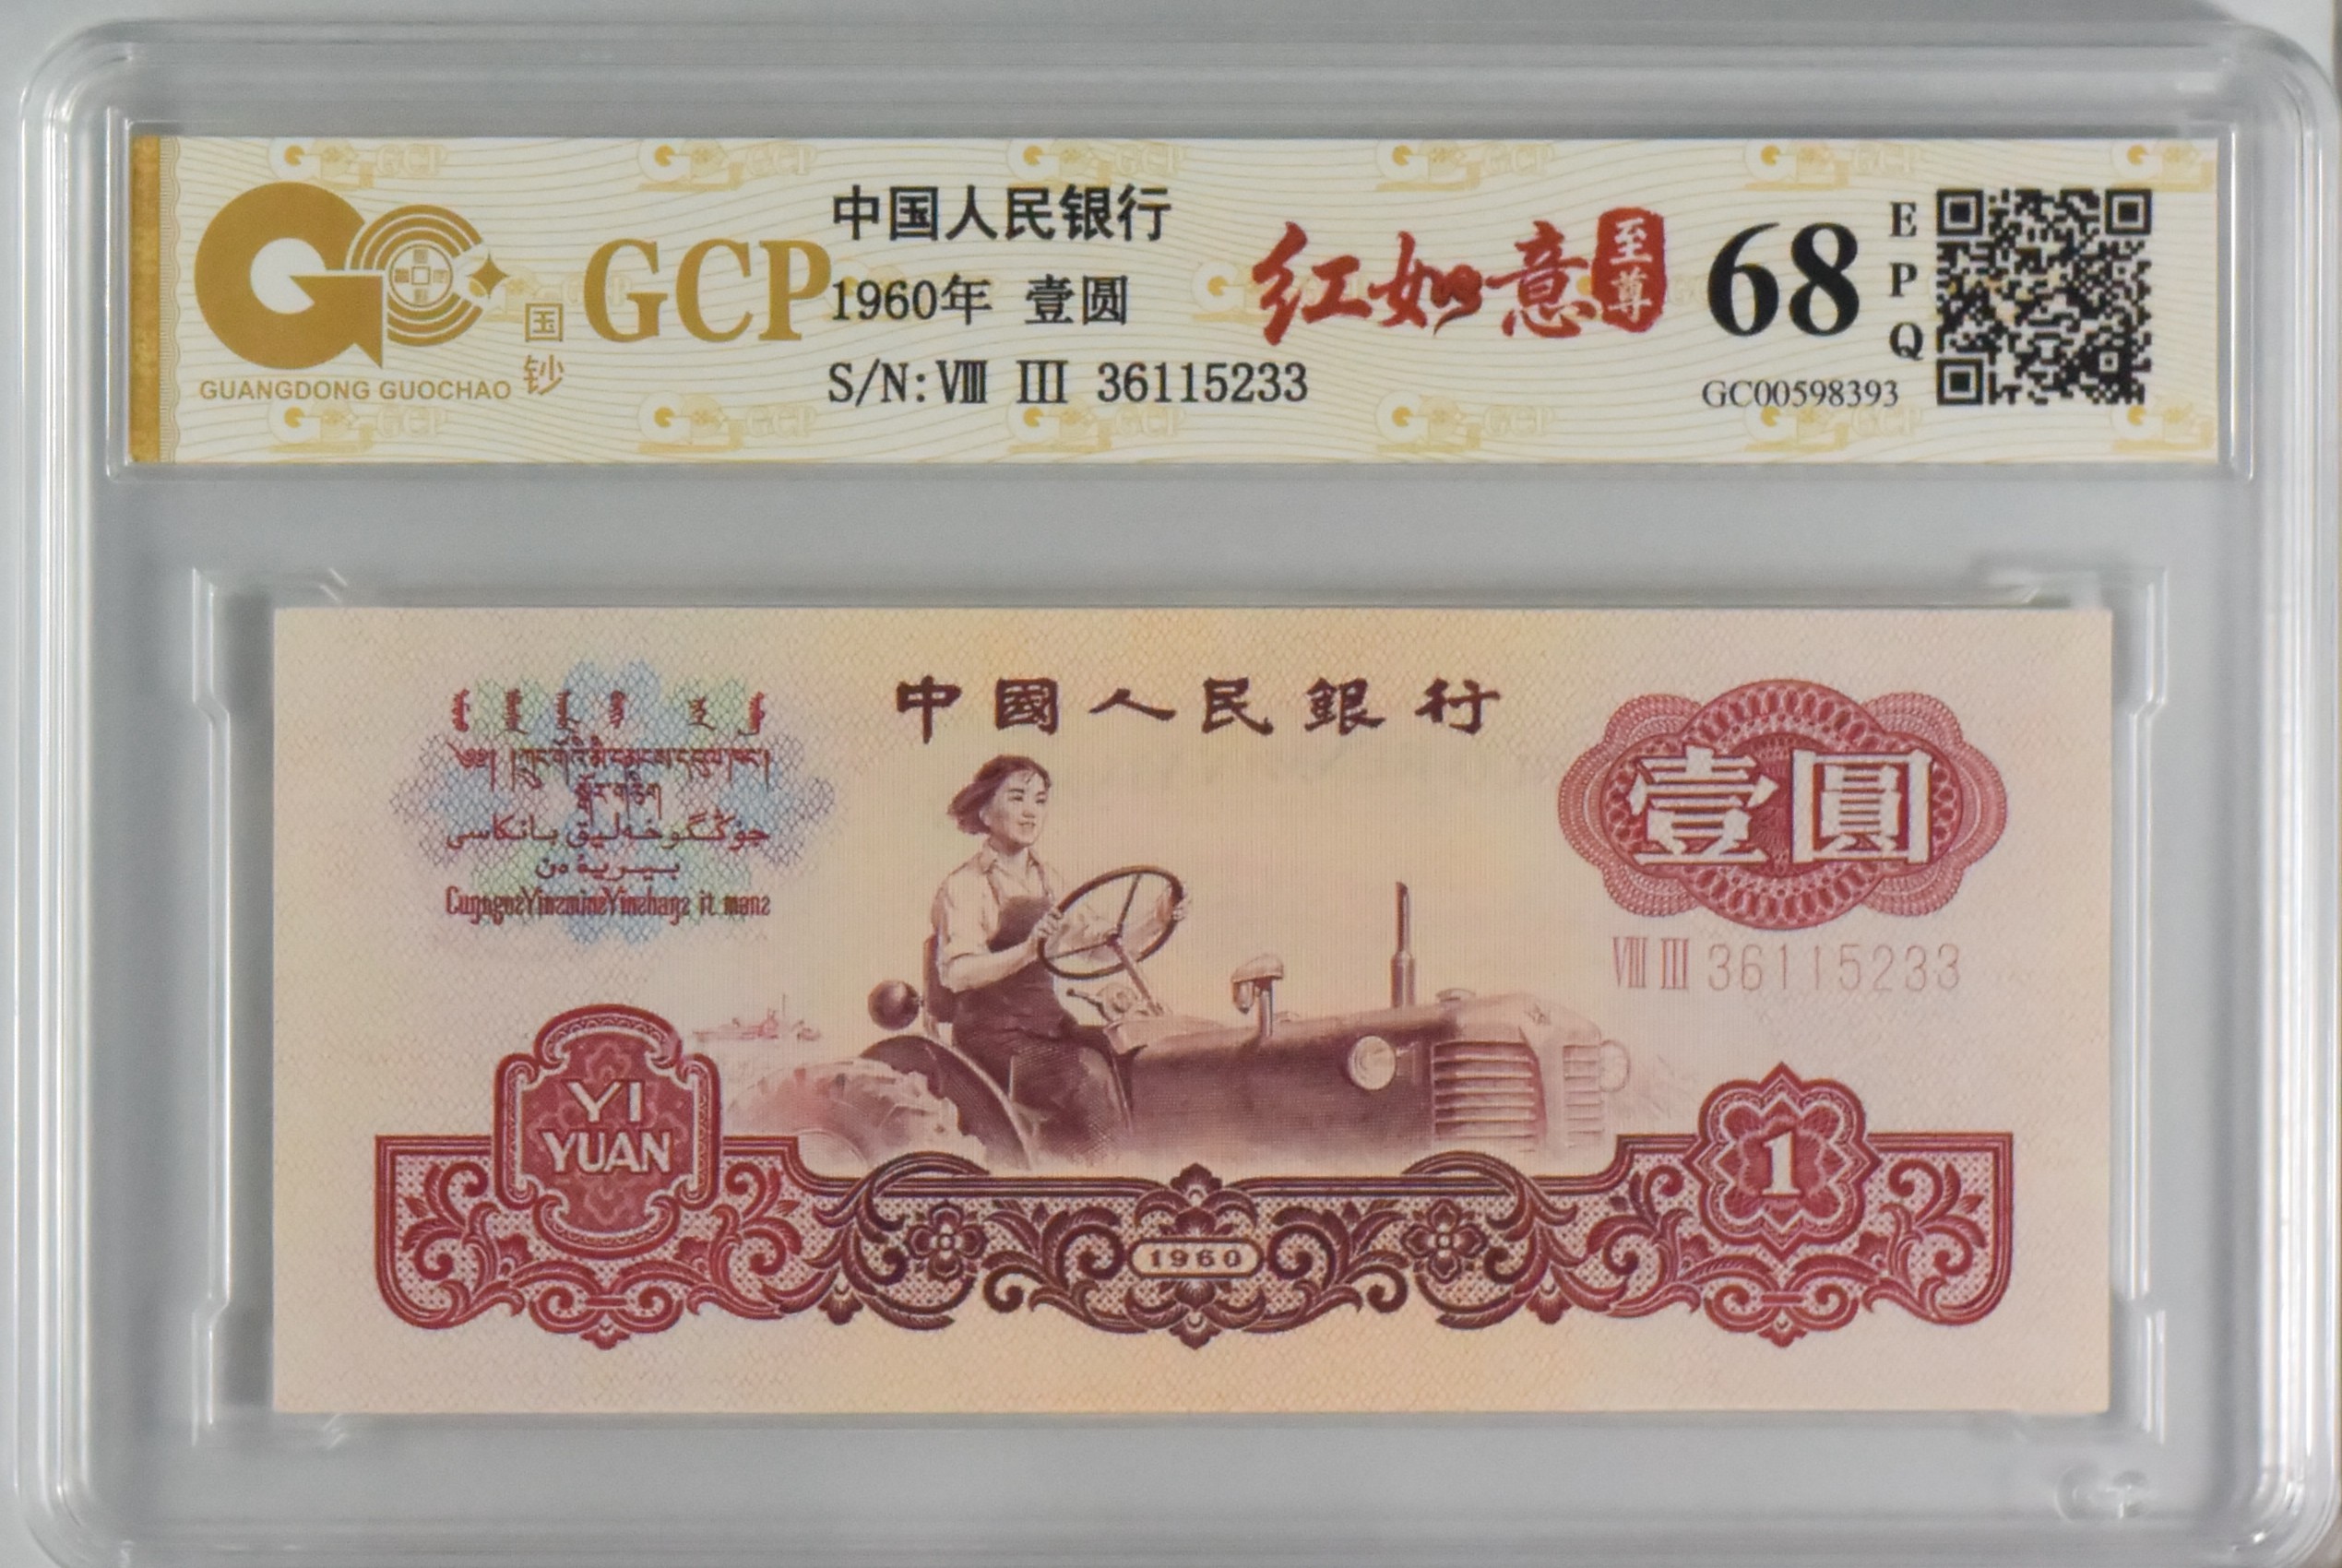 GUANGDONG GUOCHAO
国钞
GCP
中国人民银行
1960年 壹圆
S/N:Ⅷ Ⅲ 36115233
红如意
至尊
68
EPQ
GC00598393
中國人民銀行
壹圓
Ⅷ Ⅲ 36115233
YI
YUAN
1
1960